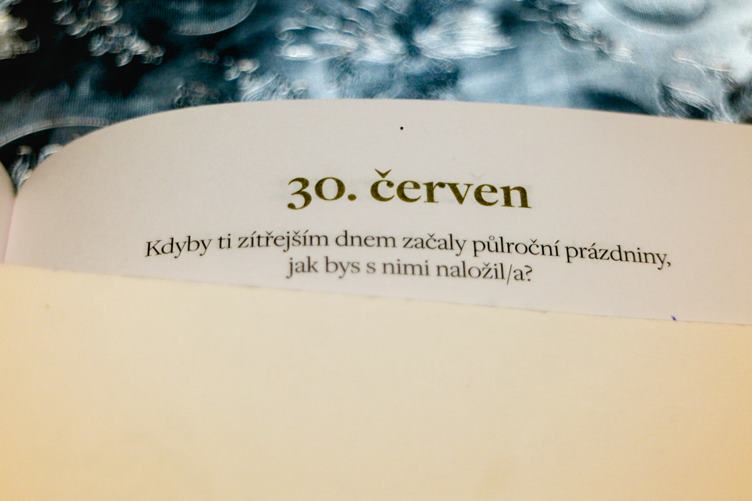 30. červen
Kdyby ti zítřejším dnem začaly půlroční prázdniny,
jak bys s nimi naložil/a?